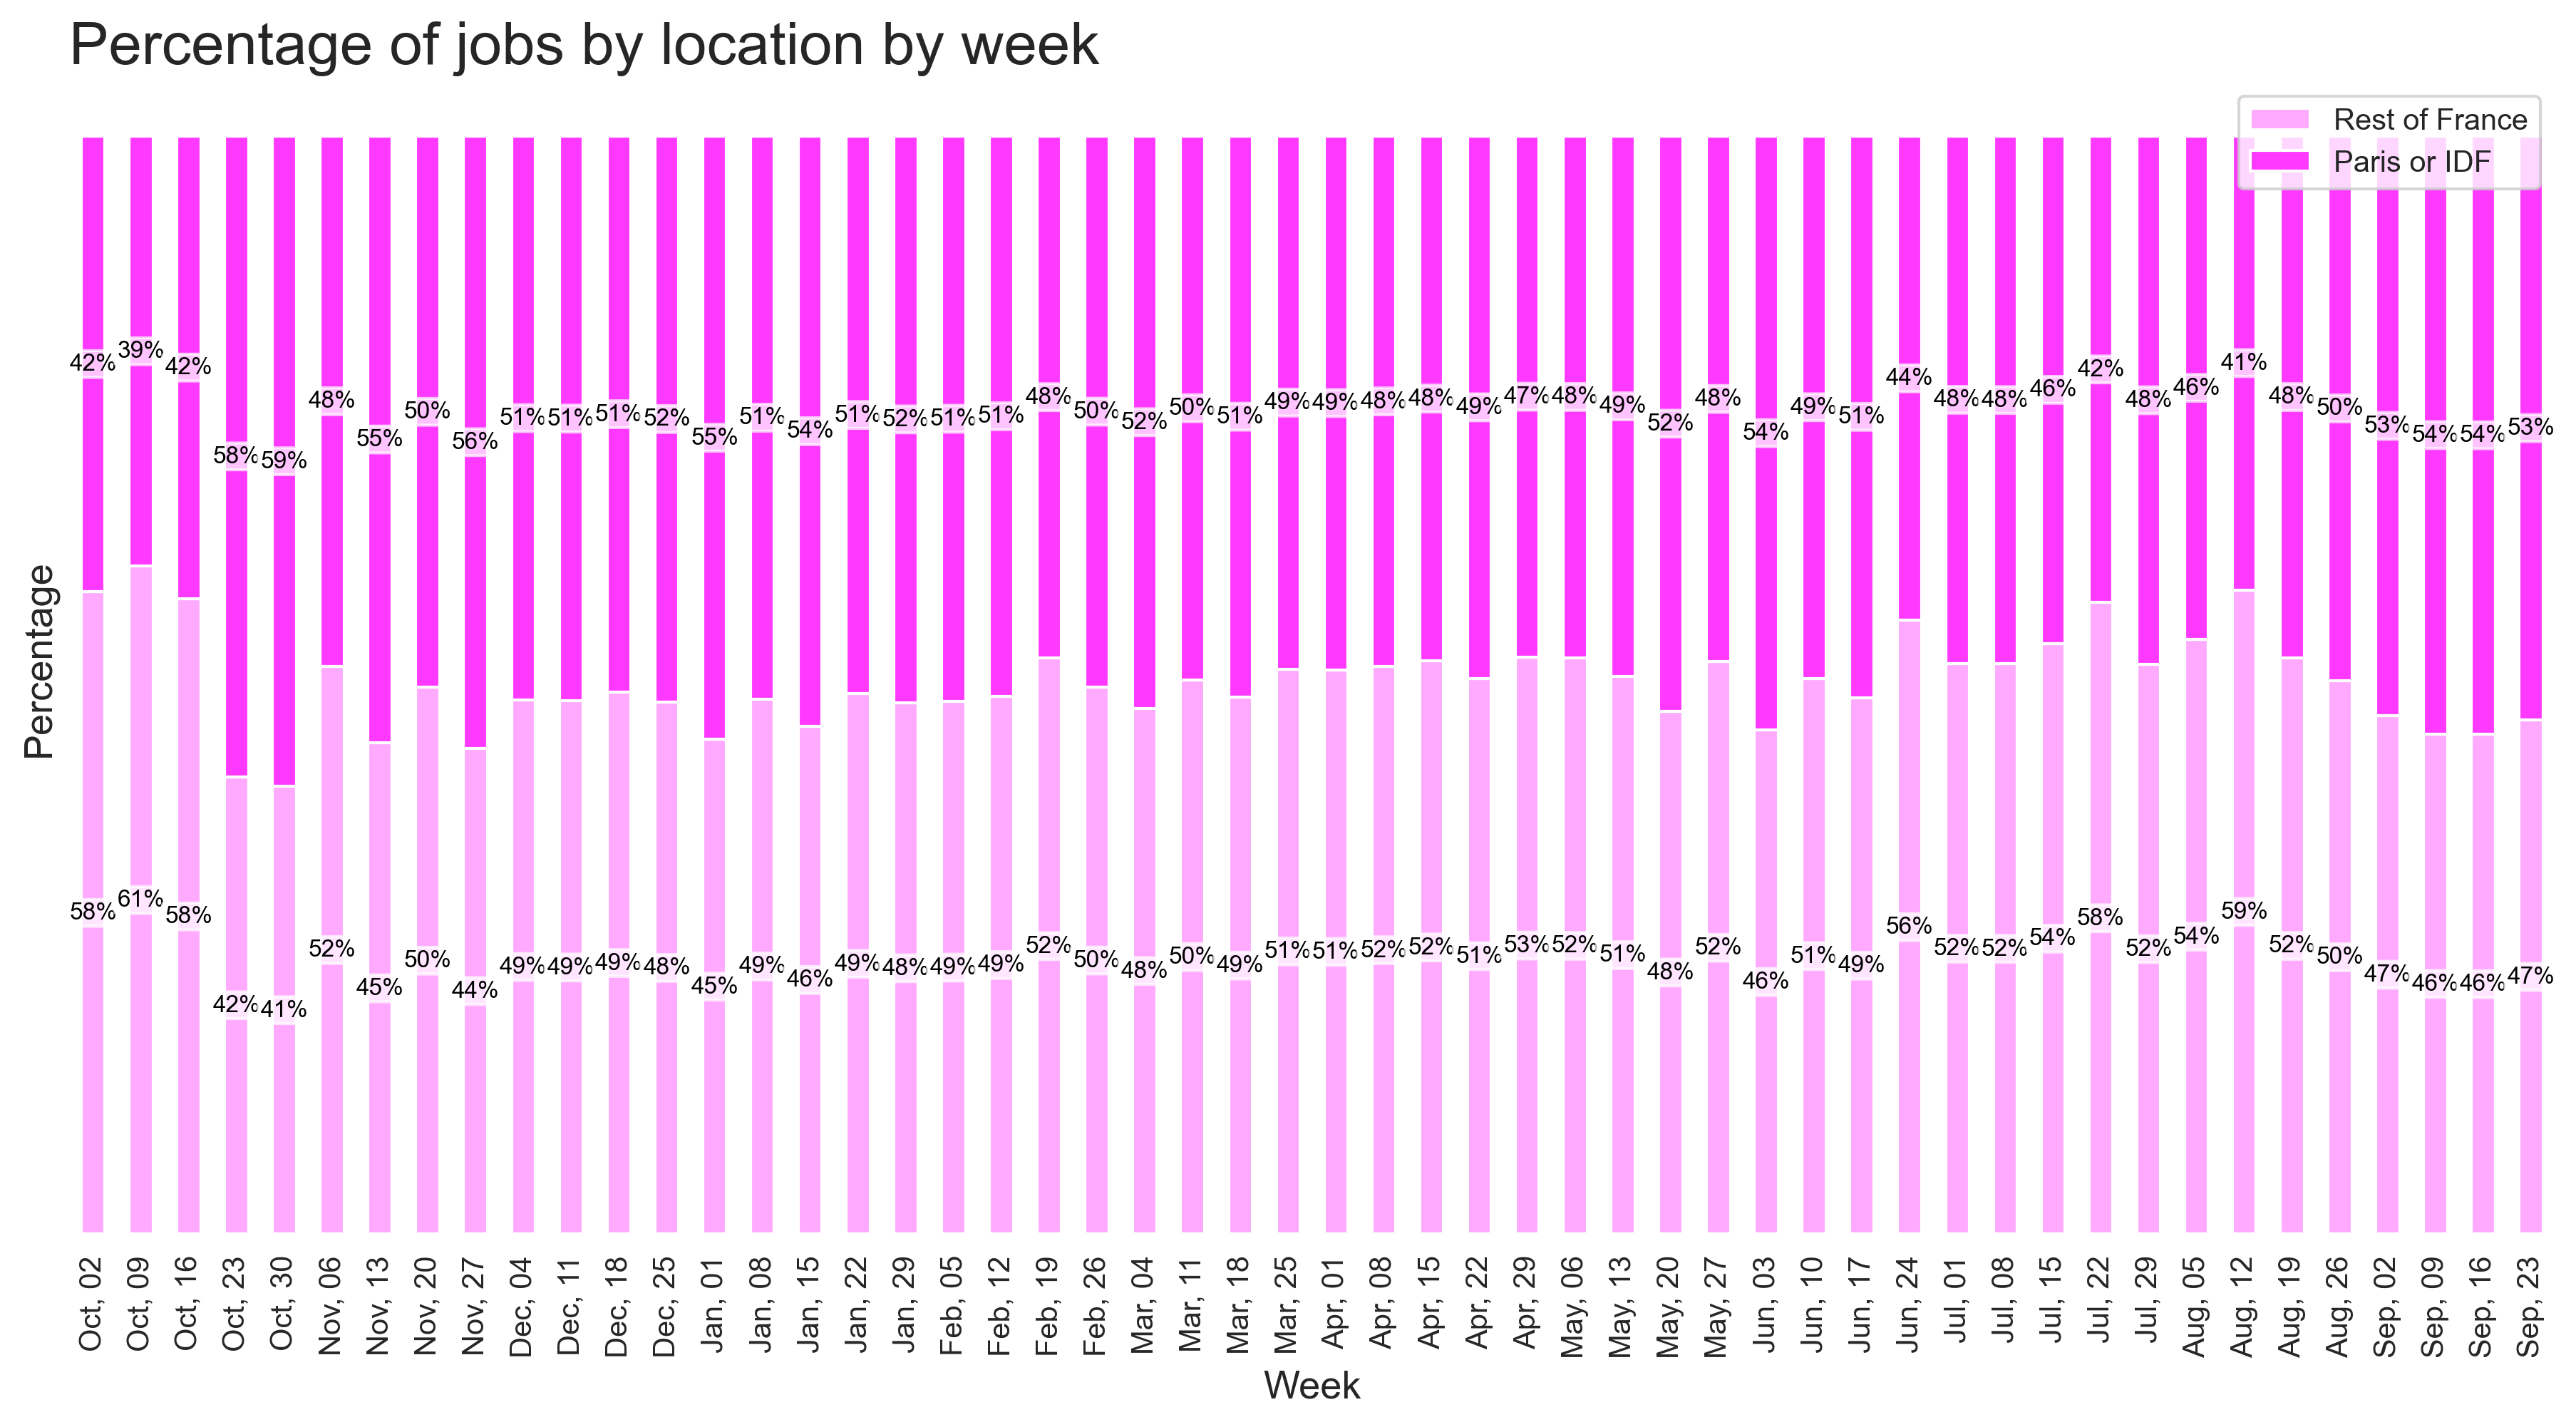 Percentage of jobs by location by week
Rest of France
Paris or IDF
Percentage
42% 39% 42% 58% 59% 48% 55% 50% 56% 51% 51% 51% 52% 55% 51% 54% 51% 52% 51% 51% 48% 50% 52% 50% 51% 49% 49% 48% 48% 49% 47% 48% 49% 52% 48% 54% 49% 51% 44% 48% 48% 46% 42% 48% 46% 41% 48% 50% 53% 54% 54% 53%
58% 61% 58% 42% 41% 52% 45% 50% 44% 49% 49% 49% 48% 45% 49% 46% 49% 48% 49% 49% 52% 50% 48% 50% 49% 51% 51% 52% 52% 51% 53% 52% 51% 48% 52% 46% 51% 49% 56% 52% 52% 54% 58% 52% 54% 59% 52% 50% 47% 46% 46% 47%
Oct, 02
Oct, 09
Oct, 16
Oct, 23
Oct, 30
Nov, 06
Nov, 13
Nov, 20
Nov, 27
Dec, 04
Dec, 11
Dec, 18
Dec, 25
Jan, 01
Jan, 08
Jan, 15
Jan, 22
Jan, 29
Feb, 05
Feb, 12
Feb, 19
Feb, 26
Mar, 04
Mar, 11
Mar, 18
Mar, 25
Apr, 01
Apr, 08
Apr, 15
Apr, 22
Apr, 29
May, 06
May, 13
May, 20
May, 27
Jun, 03
Jun, 10
Jun, 17
Jun, 24
Jul, 01
Jul, 08
Jul, 15
Jul, 22
Jul, 29
Aug, 05
Aug, 12
Aug, 19
Aug, 26
Sep, 02
Sep, 09
Sep, 16
Sep, 23
Week